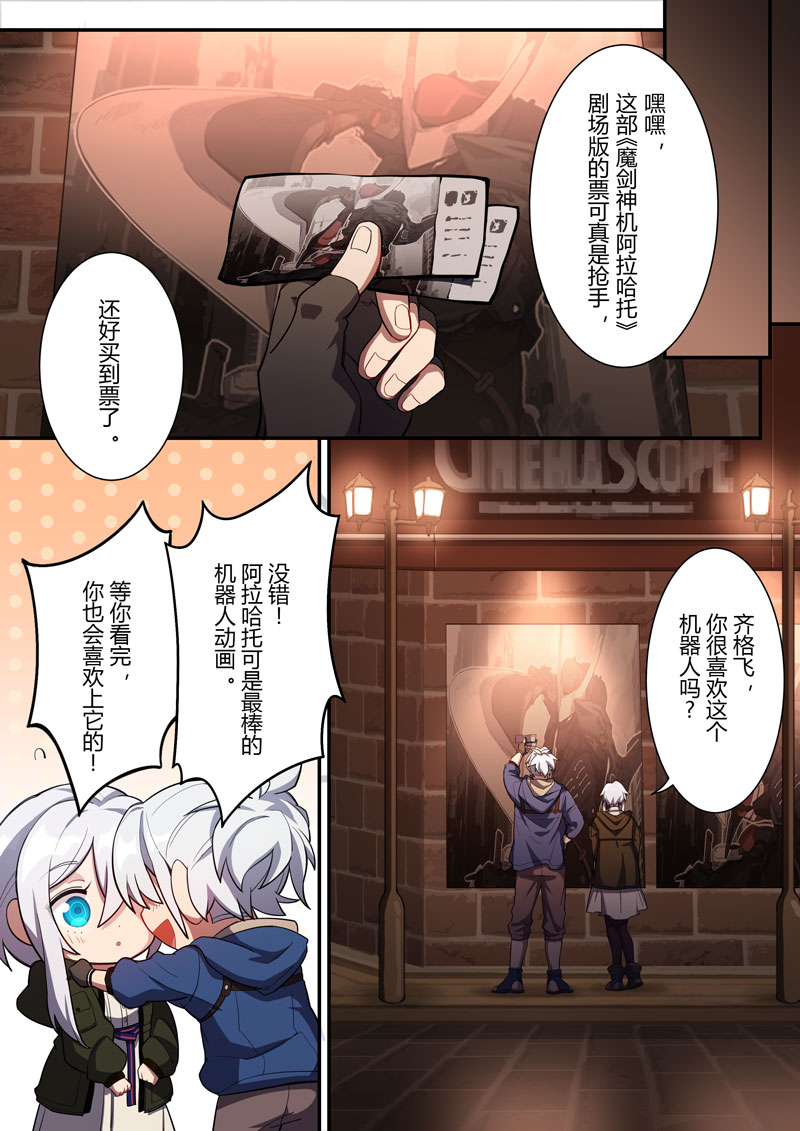 嘿嘿，
这部《魔剑神机阿拉哈托》
剧场版的票可真是抢手，
还好买到票了。
CINEMASCOPE
齐格飞，
你很喜欢这个
机器人吗？
没错！
阿拉哈托可是最棒的
机器人动画。
等你看完，
你也会喜欢上它的！